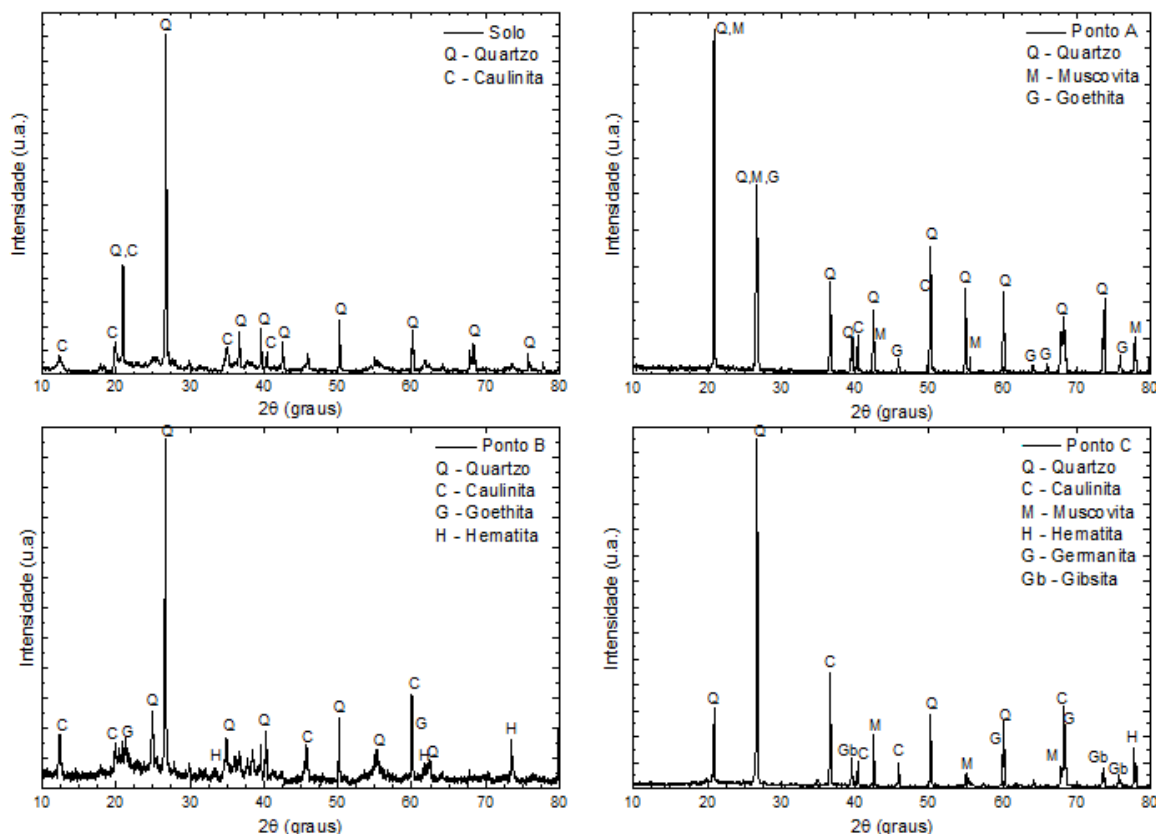 Solo
Q - Quartzo
C - Caulinita
Q
Q,C
C
C
C
Q
Q
C
Q
Q
Q
Q
Q
Intensidade (u.a.)
10 20 30 40 50 60 70 80
2θ (graus)
Ponto A
Q - Quartzo
M - Muscovita
G - Goethita
Q,M
Q,M,G
Q
Q
C
Q
M
G
C
Q
Q
M
Q
G
G
Q
Q
G
M
Intensidade (u.a.)
10 20 30 40 50 60 70 80
2θ (graus)
Ponto B
Q - Quartzo
C - Caulinita
G - Goethita
H - Hematita
Q
C
C
G
Q
H
Q
Q
C
Q
Q
C
G
H
Q
H
Intensidade (u.a)
10 20 30 40 50 60 70 80
2θ (graus)
Ponto C
Q - Quartzo
C - Caulinita
M - Muscovita
H - Hematita
G - Germanita
Gb - Gibsita
Q
Q
C
Gb
C
M
C
Q
M
G
Q
M
C
G
Gb
Gb
H
Intensidade (u.a.)
10 20 30 40 50 60 70 80
2θ (graus)